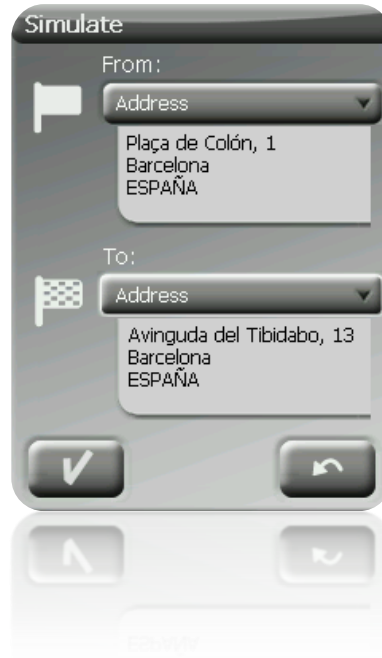 Simulate
From:
Address
Plaça de Colón, 1
Barcelona
ESPAÑA
To:
Address
Avinguda del Tibidabo, 13
Barcelona
ESPAÑA